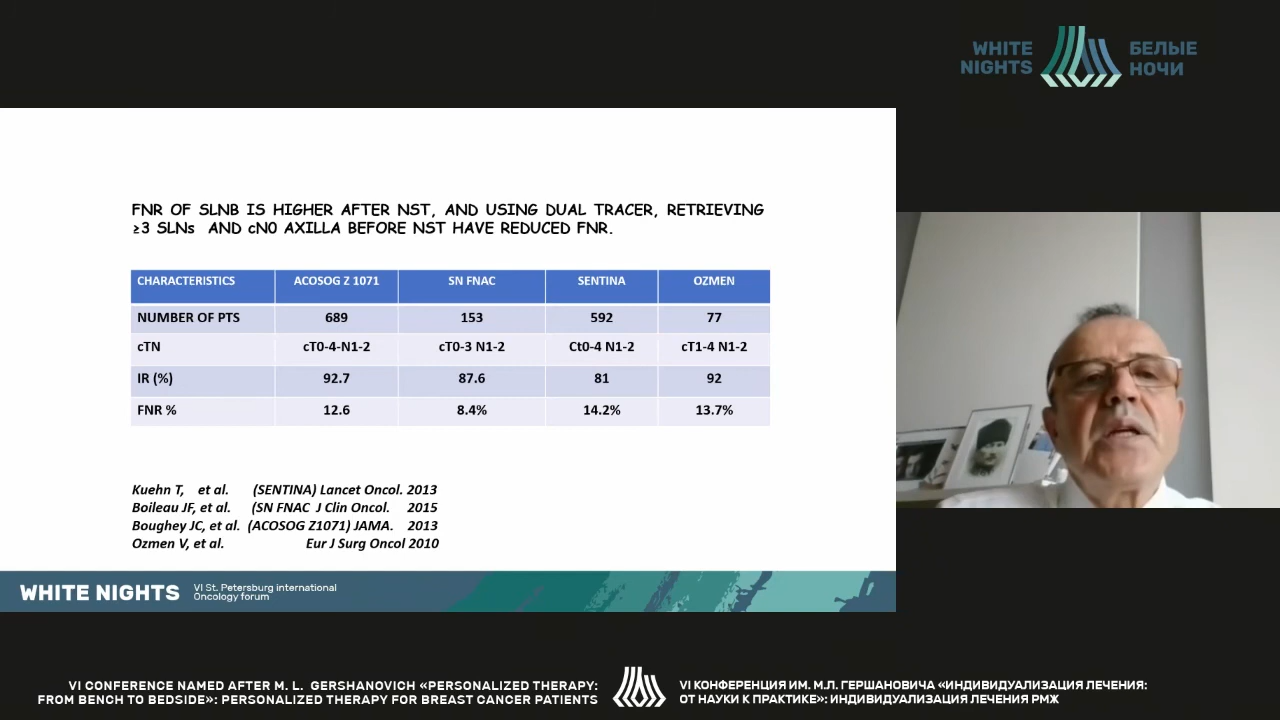 WHITE
NIGHTS
БЕЛЫЕ
НОЧИ
FNR OF SLNB IS HIGHER AFTER NST, AND USING DUAL TRACER, RETRIEVING
≥3 SLNs AND cN0 AXILLA BEFORE NST HAVE REDUCED FNR.
CHARACTERISTICS ACOSOG Z 1071 SN FNAC SENTINA OZMEN
NUMBER OF PTS 689 153 592 77
cTN cT0-4-N1-2 cT0-3 N1-2 Ct0-4 N1-2 cT1-4 N1-2
IR (%) 92.7 87.6 81 92
FNR % 12.6 8.4% 14.2% 13.7%
Kuehn T, et al. (SENTINA) Lancet Oncol. 2013
Boileau JF, et al. (SN FNAC J Clin Oncol. 2015
Boughey JC, et al. (ACOSOG Z1071) JAMA. 2013
Ozmen V, et al. Eur J Surg Oncol 2010
WHITE NIGHTS
VI St. Petersburg international
Oncology forum
VI CONFERENCE NAMED AFTER M. L. GERSHANOVICH «PERSONALIZED THERAPY:
FROM BENCH TO BEDSIDE»: PERSONALIZED THERAPY FOR BREAST CANCER PATIENTS
VI КОНФЕРЕНЦИЯ ИМ. М.Л. ГЕРШАНОВИЧА «ИНДИВИДУАЛИЗАЦИЯ ЛЕЧЕНИЯ:
ОТ НАУКИ К ПРАКТИКЕ»: ИНДИВИДУАЛИЗАЦИЯ ЛЕЧЕНИЯ РМЖ